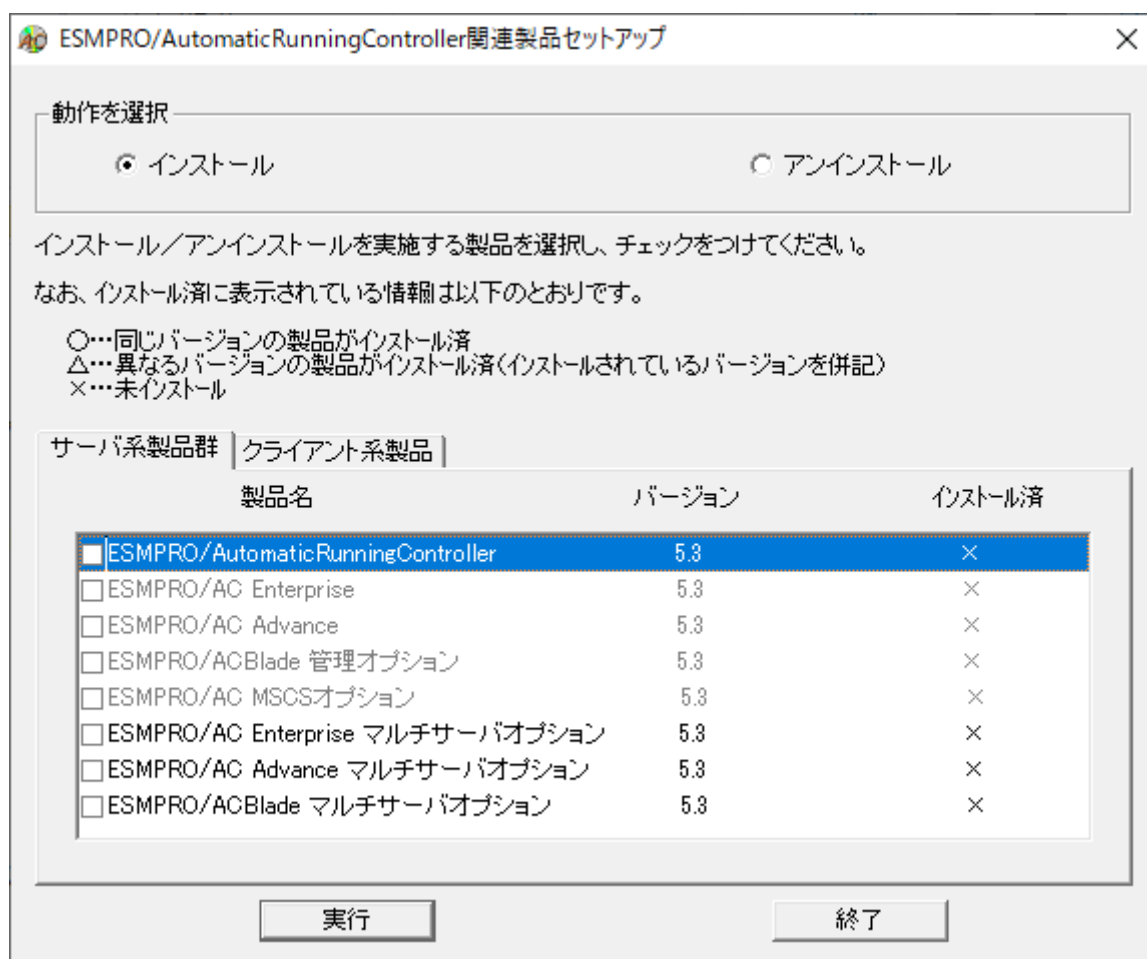 ESMPRO/AutomaticRunningController関連製品セットアップ
動作を選択
インストール アンインストール
インストール／アンインストールを実施する製品を選択し、チェックをつけてください。
なお、インストール済に表示されている情報は以下のとおりです。
○…同じバージョンの製品がインストール済
△…異なるバージョンの製品がインストール済(インストールされているバージョンを併記)
×…未インストール
サーバ系製品群 クライアント系製品
製品名 バージョン インストール済
ESMPRO/AutomaticRunningController 5.3 ×
ESMPRO/AC Enterprise 5.3 ×
ESMPRO/AC Advance 5.3 ×
ESMPRO/ACBlade 管理オプション 5.3 ×
ESMPRO/AC MSCSオプション 5.3 ×
ESMPRO/AC Enterprise マルチサーバオプション 5.3 ×
ESMPRO/AC Advance マルチサーバオプション 5.3 ×
ESMPRO/ACBlade マルチサーバオプション 5.3 ×
実行 終了